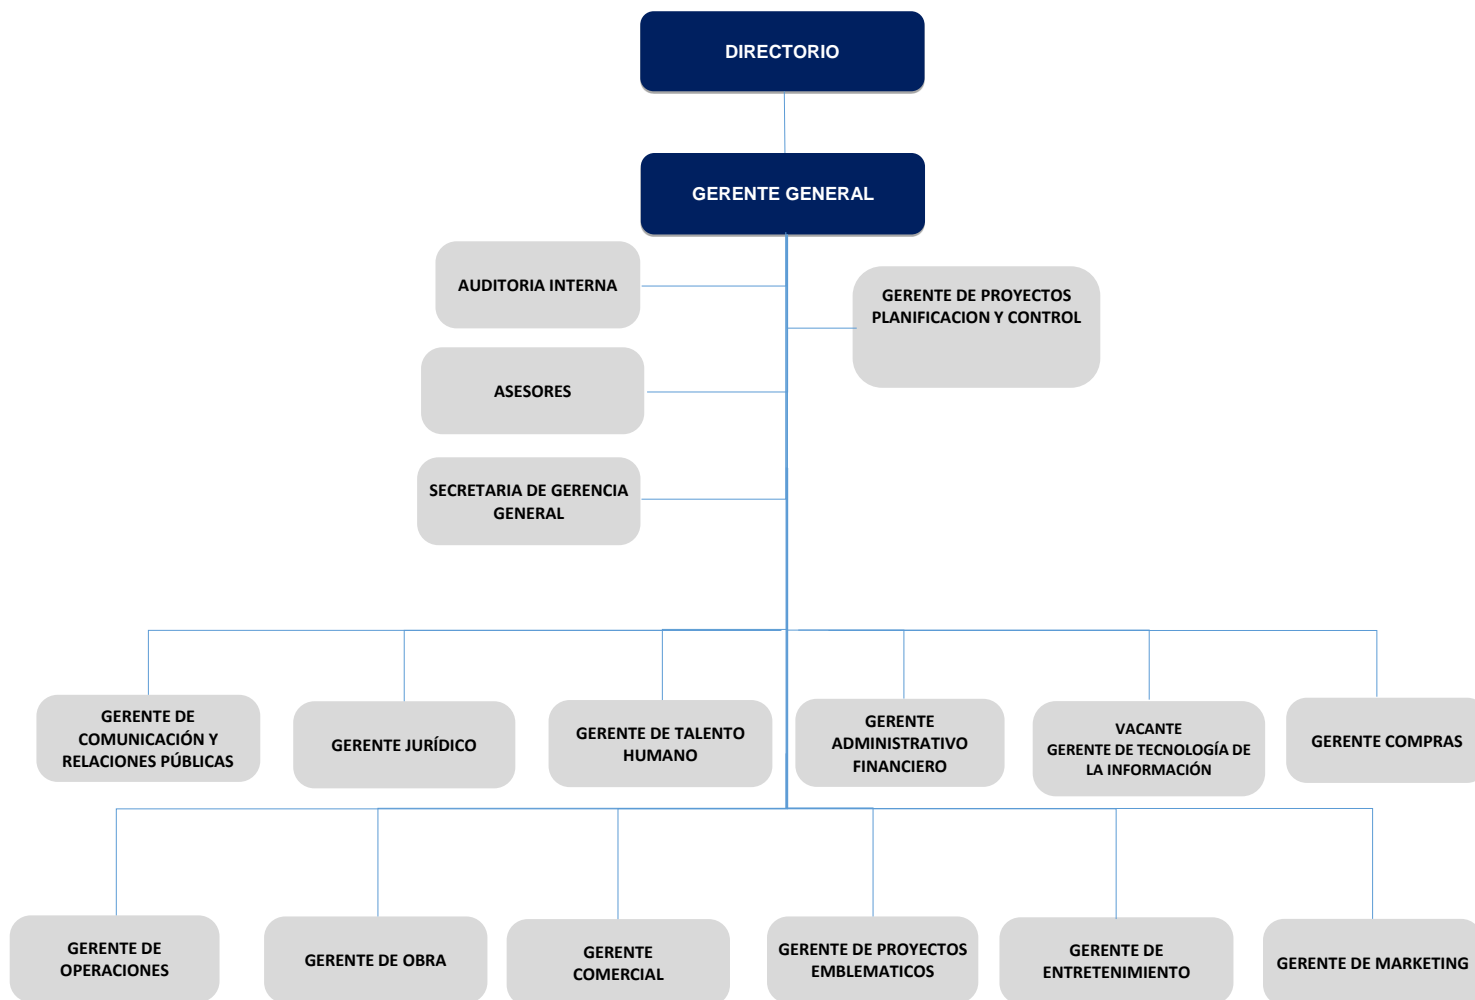 DIRECTORIO
GERENTE GENERAL
AUDITORIA INTERNA
GERENTE DE PROYECTOS
PLANIFICACION Y CONTROL
ASESORES
SECRETARIA DE GERENCIA
GENERAL
GERENTE DE
COMUNICACIÓN Y
RELACIONES PÚBLICAS
GERENTE JURÍDICO
GERENTE DE TALENTO
HUMANO
GERENTE
ADMINISTRATIVO
FINANCIERO
VACANTE
GERENTE DE TECNOLOGÍA DE
LA INFORMACIÓN
GERENTE COMPRAS
GERENTE DE
OPERACIONES
GERENTE DE OBRA
GERENTE
COMERCIAL
GERENTE DE PROYECTOS
EMBLEMATICOS
GERENTE DE
ENTRETENIMIENTO
GERENTE DE MARKETING